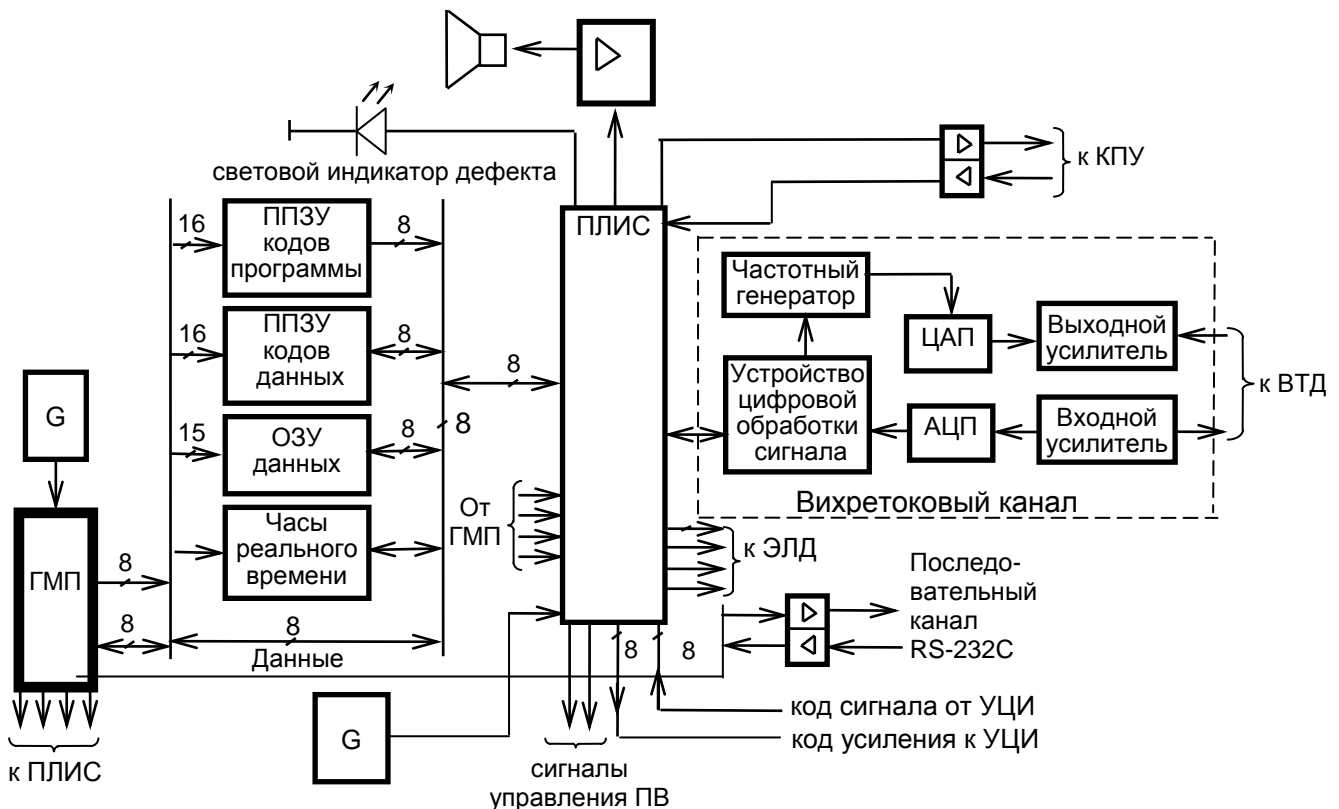 световой индикатор дефекта
к КПУ
16
ППЗУ
кодов
программы
8
ПЛИС
Частотный
генератор
ЦАП
Выходной
усилитель
16
ППЗУ
кодов
данных
8
8
Устройство
цифровой
обработки
сигнала
АЦП
Входной
усилитель
к ВТД
Вихретоковый канал
G
15
ОЗУ
данных
8
8
От
ГМП
к ЭЛД
Часы
реального
времени
ГМП
8
8
8
Данные
Последо-
вательный
канал
RS-232C
8
8
код сигнала от УЦИ
код усиления к УЦИ
G
к ПЛИС
сигналы
управления ПВ